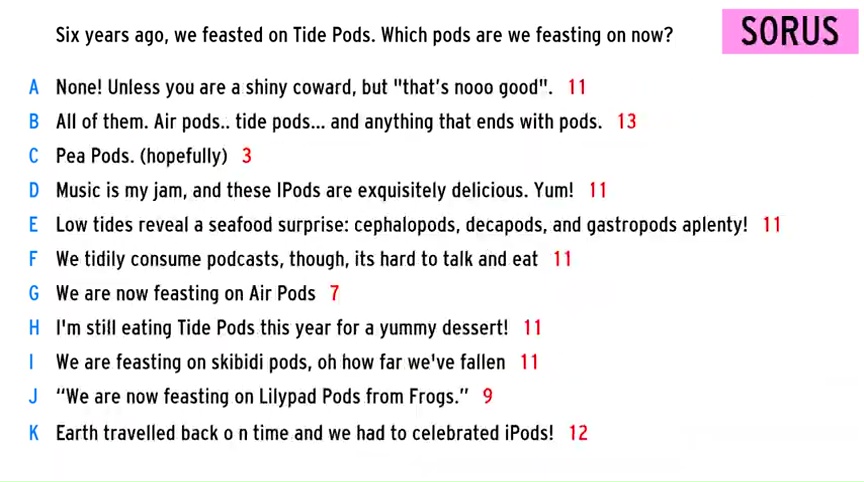 Six years ago, we feasted on Tide Pods. Which pods are we feasting on now?
SORUS
A None! Unless you are a shiny coward, but "that's nooo good". 11
B All of them. Air pods.. tide pods... and anything that ends with pods. 13
C Pea Pods. (hopefully) 3
D Music is my jam, and these IPods are exquisitely delicious. Yum! 11
E Low tides reveal a seafood surprise: cephalopods, decapods, and gastropods aplenty! 11
F We tidily consume podcasts, though, its hard to talk and eat 11
G We are now feasting on Air Pods 7
H I'm still eating Tide Pods this year for a yummy dessert! 11
I We are feasting on skibidi pods, oh how far we've fallen 11
J “We are now feasting on Lilypad Pods from Frogs.” 9
K Earth travelled back o n time and we had to celebrated iPods! 12